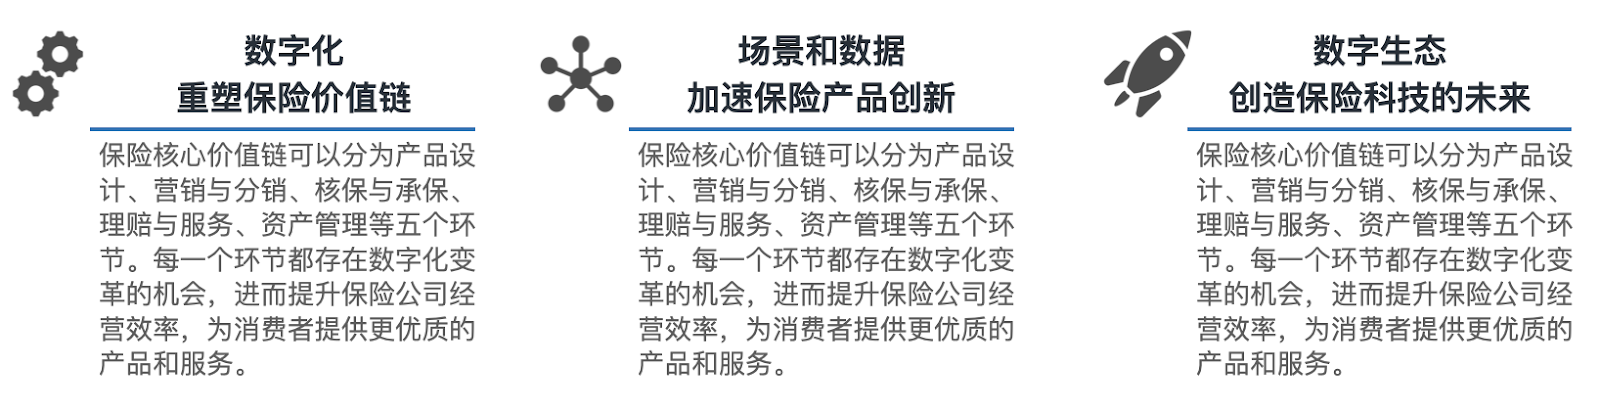 数字化
重塑保险价值链
保险核心价值链可以分为产品设
计、营销与分销、核保与承保、
理赔与服务、资产管理等五个环
节。每一个环节都存在数字化变
革的机会，进而提升保险公司经
营效率，为消费者提供更优质的
产品和服务。
场景和数据
加速保险产品创新
保险核心价值链可以分为产品设
计、营销与分销、核保与承保、
理赔与服务、资产管理等五个环
节。每一个环节都存在数字化变
革的机会，进而提升保险公司经
营效率，为消费者提供更优质的
产品和服务。
数字生态
创造保险科技的未来
保险核心价值链可以分为产品设
计、营销与分销、核保与承保、
理赔与服务、资产管理等五个环
节。每一个环节都存在数字化变
革的机会，进而提升保险公司经
营效率，为消费者提供更优质的
产品和服务。